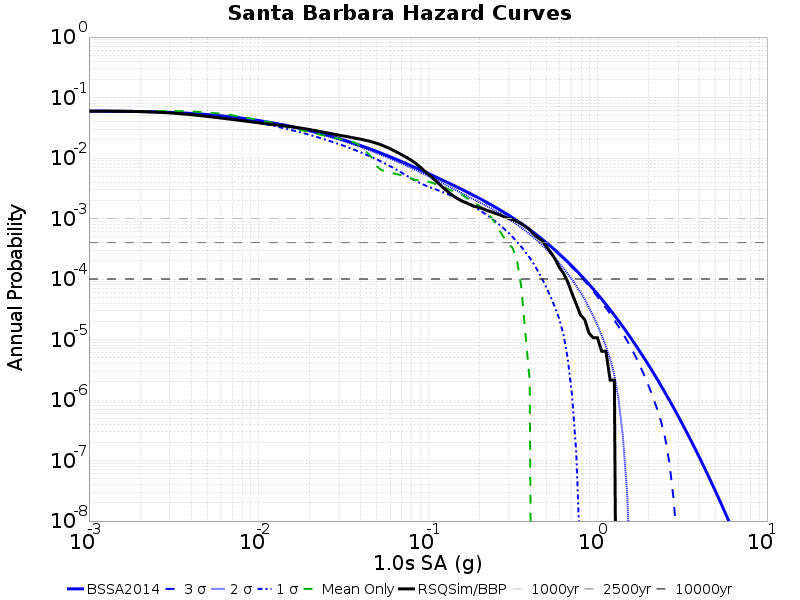 Santa Barbara Hazard Curves
Annual Probability
10^0
10^-1
10^-2
10^-3
10^-4
10^-5
10^-6
10^-7
10^-8
10^-3 10^-2 10^-1 10^0 10^1
1.0s SA (g)
BSSA2014 3 σ 2 σ 1 σ Mean Only RSQSim/BBP 1000yr 2500yr 10000yr